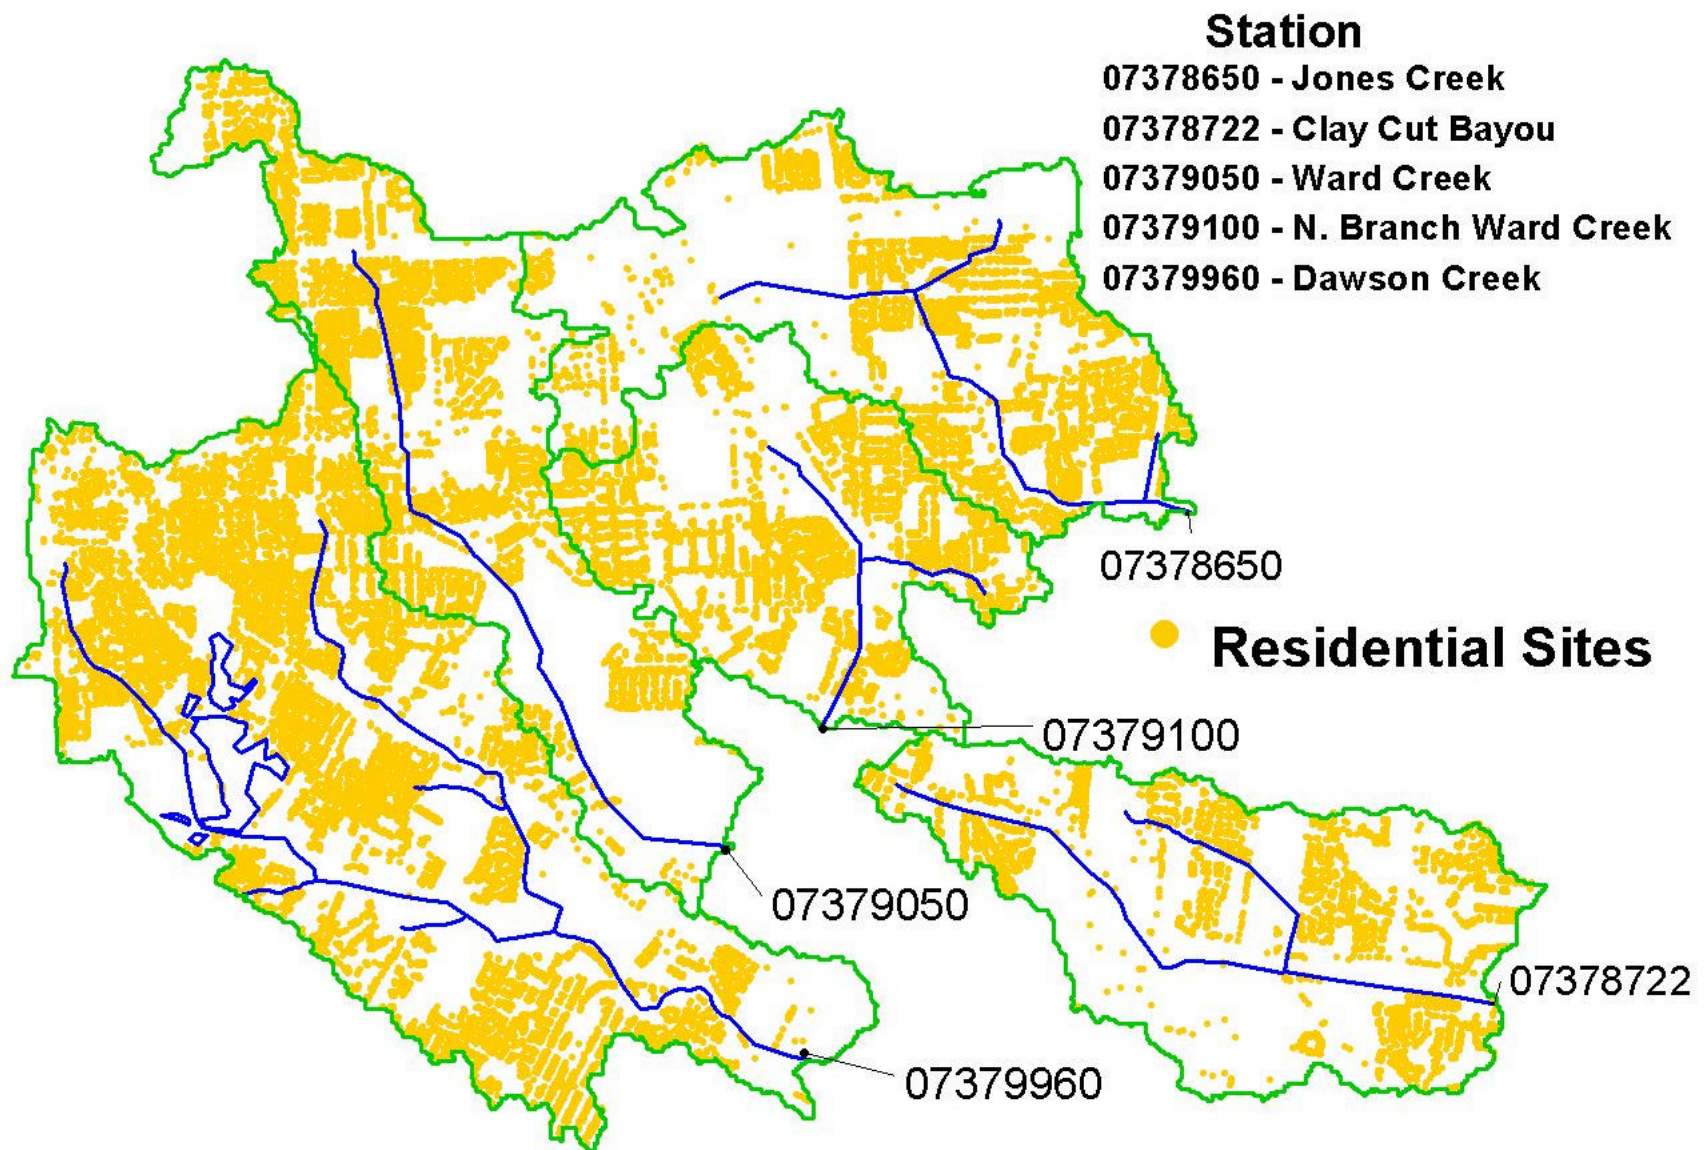 Station
07378650 - Jones Creek
07378722 - Clay Cut Bayou
07379050 - Ward Creek
07379100 - N. Branch Ward Creek
07379960 - Dawson Creek
07378650
Residential Sites
07379100
07379050
07378722
07379960